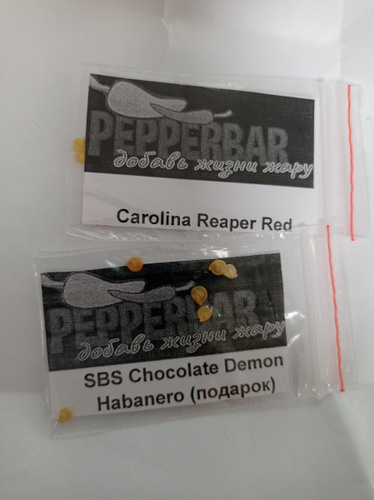 PEPPERBAR
добавь жизни жару
Carolina Reaper Red
PEPPERBAR
добавь жизни жару
SBS Chocolate Demon
Habanero (подарок)